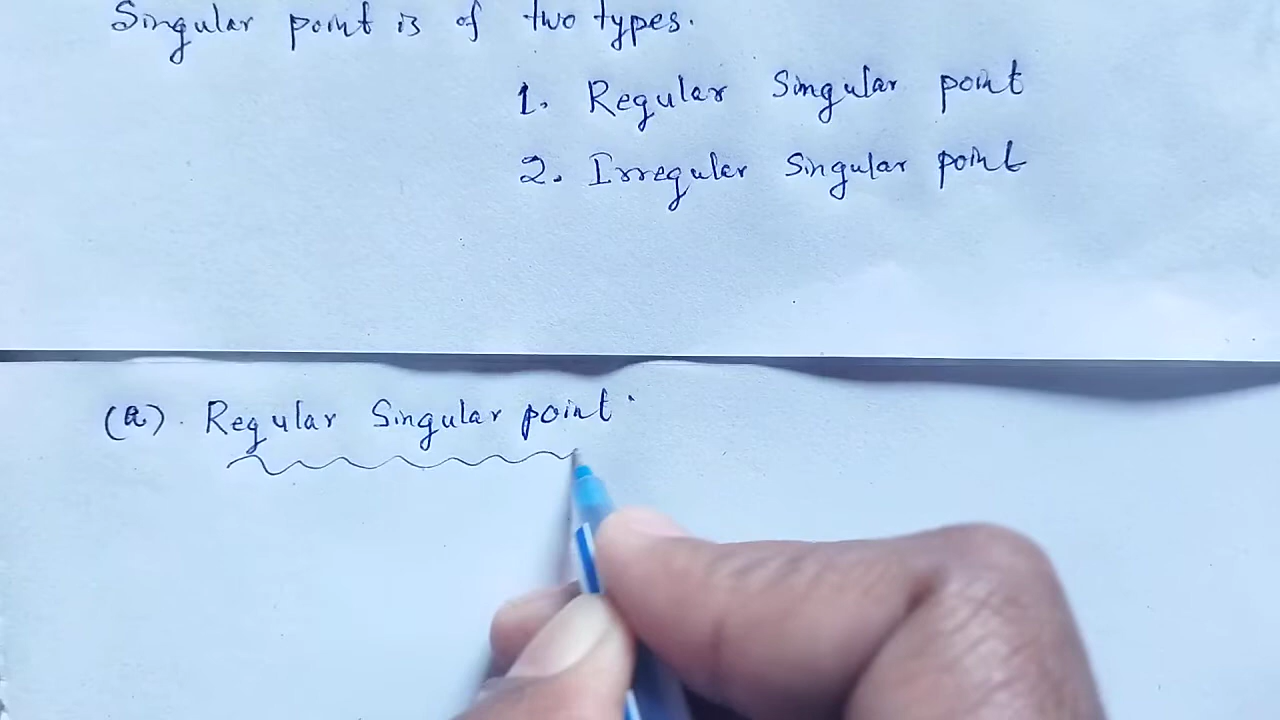 Singular point is of two types.
1. Regular Singular point
2. Irregular Singular point
(a). Regular Singular point.